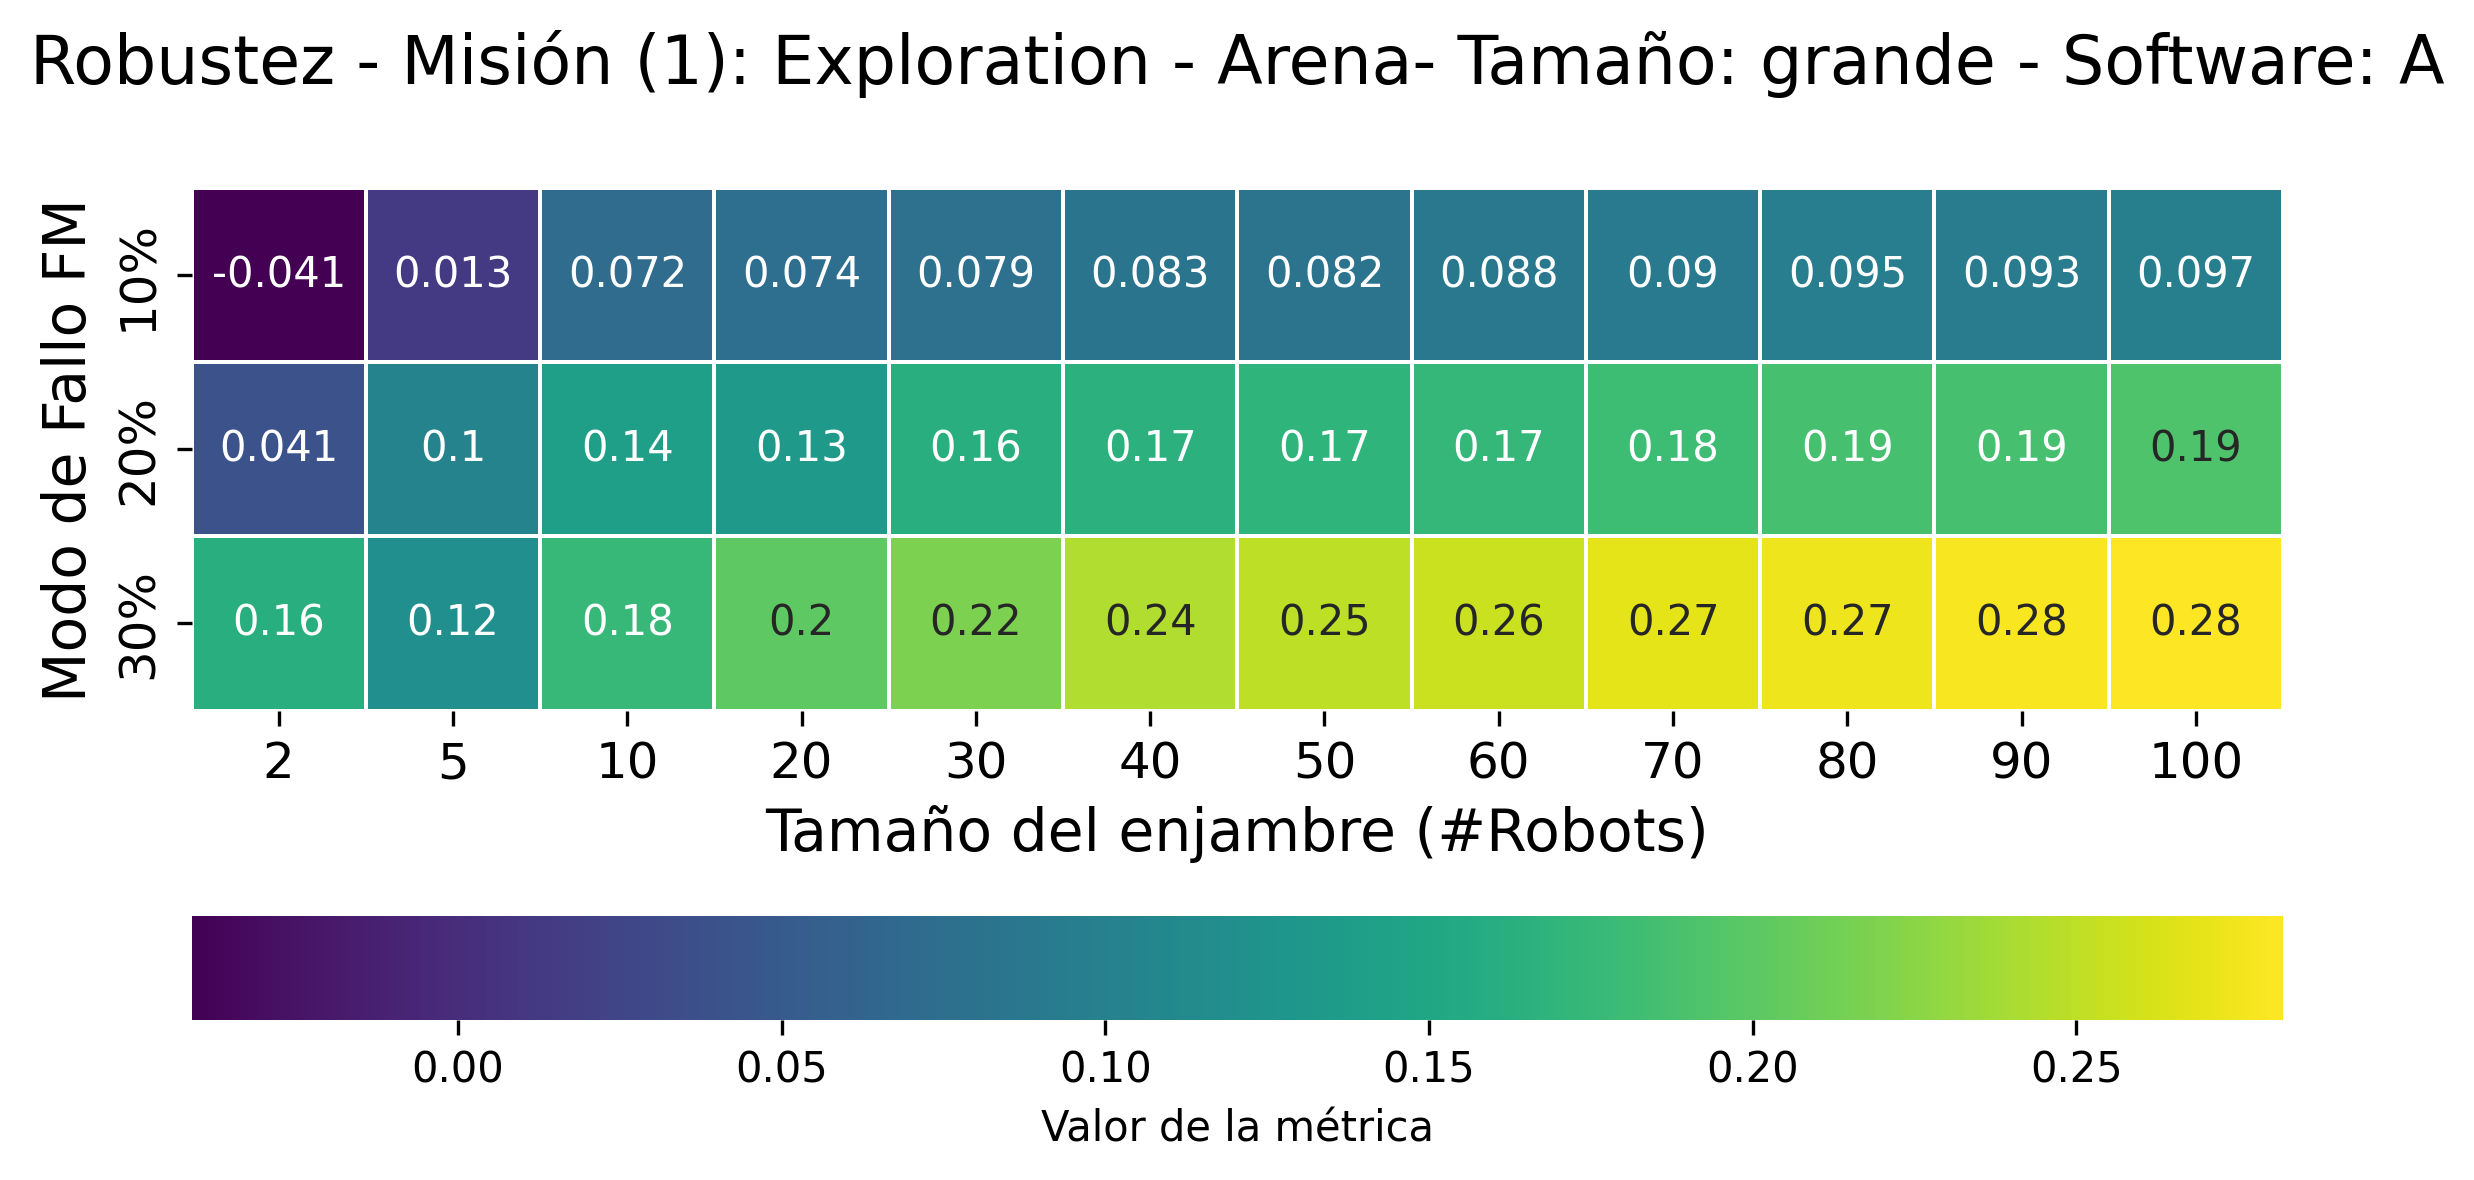 Robustez - Misión (1): Exploration - Arena- Tamaño: grande - Software: A
Modo de Fallo FM
10%
-0.041 0.013 0.072 0.074 0.079 0.083 0.082 0.088 0.09 0.095 0.093 0.097
20%
0.041 0.1 0.14 0.13 0.16 0.17 0.17 0.17 0.18 0.19 0.19 0.19
30%
0.16 0.12 0.18 0.2 0.22 0.24 0.25 0.26 0.27 0.27 0.28 0.28
2 5 10 20 30 40 50 60 70 80 90 100
Tamaño del enjambre (#Robots)
0.00 0.05 0.10 0.15 0.20 0.25
Valor de la métrica